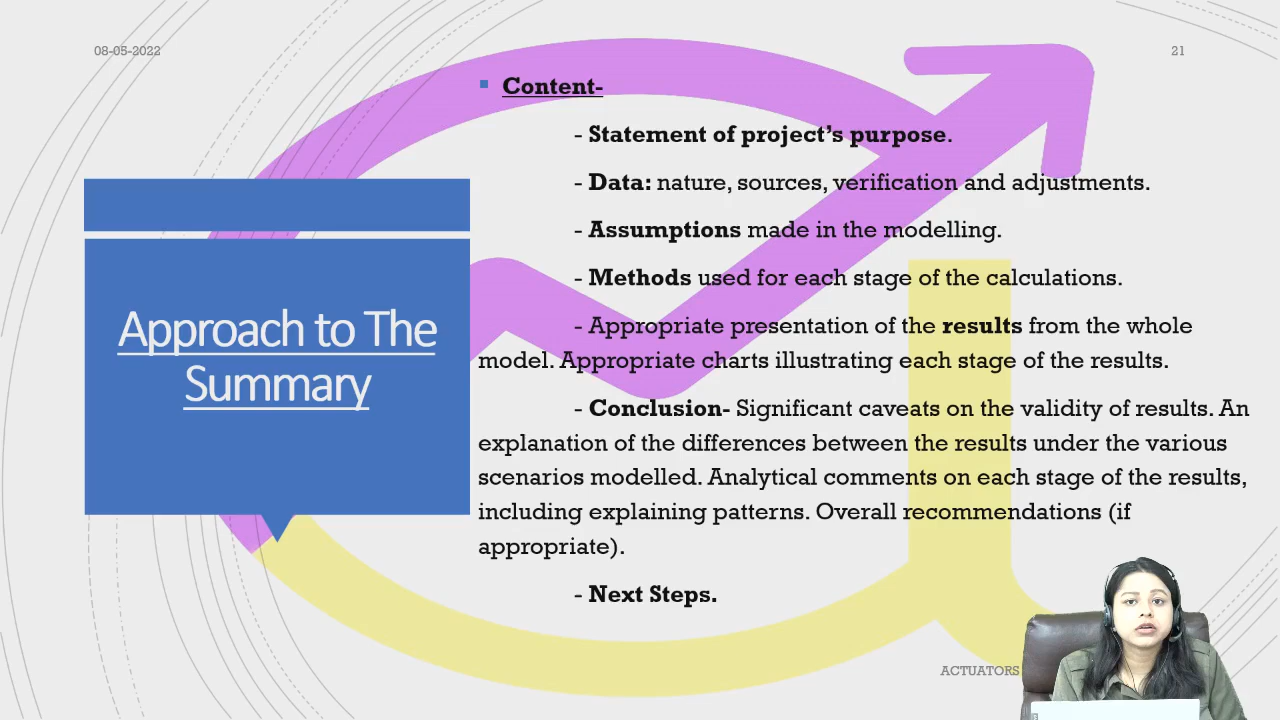 08-05-2022
21
Content-
- Statement of project's purpose.
- Data: nature, sources, verification and adjustments.
- Assumptions made in the modelling.
- Methods used for each stage of the calculations.
- Appropriate presentation of the results from the whole
model. Appropriate charts illustrating each stage of the results.
- Conclusion- Significant caveats on the validity of results. An
explanation of the differences between the results under the various
scenarios modelled. Analytical comments on each stage of the results,
including explaining patterns. Overall recommendations (if
appropriate).
- Next Steps.
Approach to The
Summary
ACTUATORS